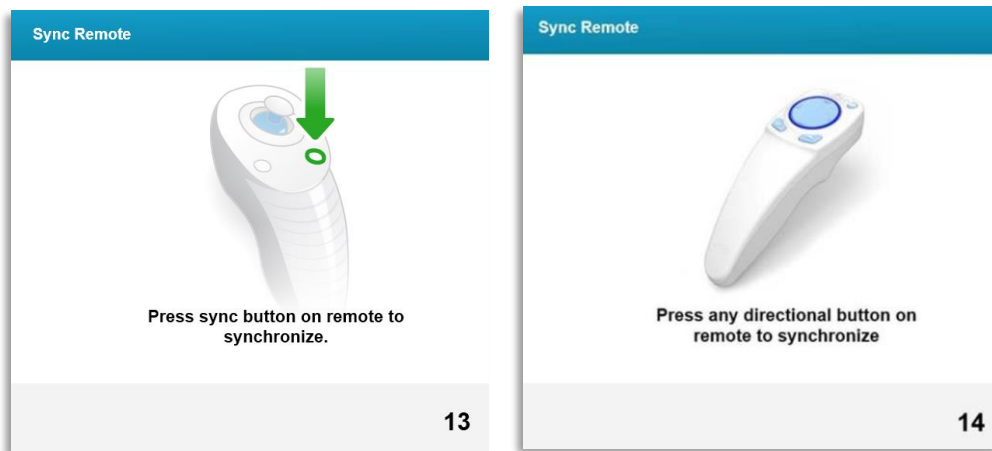 Sync Remote
Press sync button on remote to
synchronize.
13
Sync Remote
Press any directional button on
remote to synchronize
14